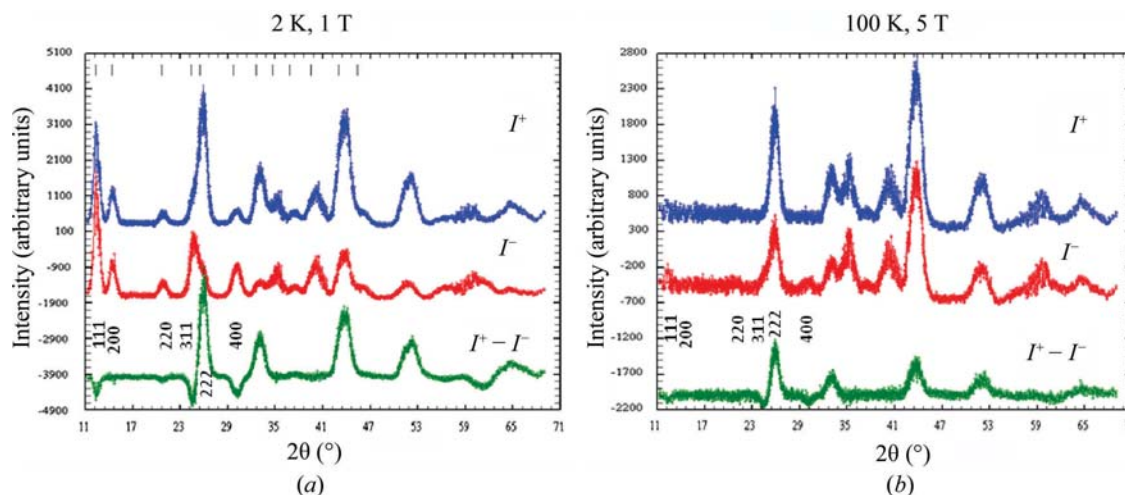 2 K, 1 T
5100
4100
3100
2100
1100
100
-900
-1900
-2900
-3900
-4900
Intensity (arbitrary units)
I⁺
I⁻
I⁺ – I⁻
111
200
220
311
222
400
11 17 23 29 35 41 47 53 59 65 71
2θ (°)
(a)
100 K, 5 T
2800
2300
1800
1300
800
300
-200
-700
-1200
-1700
-2200
Intensity (arbitrary units)
I⁺
I⁻
I⁺ – I⁻
111
200
220
311
222
400
11 17 23 29 35 41 47 53 59 65
2θ (°)
(b)